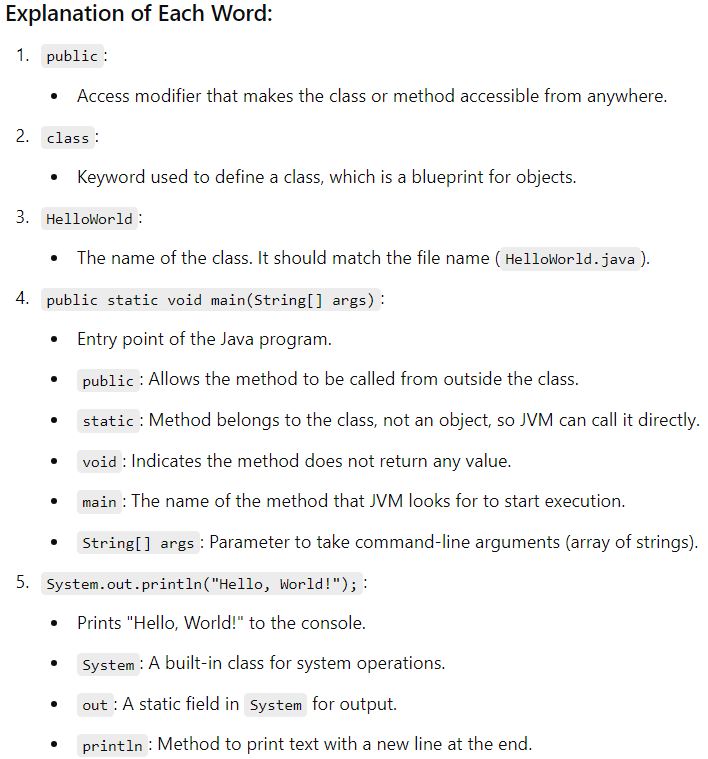 Explanation of Each Word:
1. public:
• Access modifier that makes the class or method accessible from anywhere.
2. class:
• Keyword used to define a class, which is a blueprint for objects.
3. HelloWorld:
• The name of the class. It should match the file name (HelloWorld.java).
4. public static void main(String[] args):
• Entry point of the Java program.
• public: Allows the method to be called from outside the class.
• static: Method belongs to the class, not an object, so JVM can call it directly.
• void: Indicates the method does not return any value.
• main: The name of the method that JVM looks for to start execution.
• String[] args: Parameter to take command-line arguments (array of strings).
5. System.out.println("Hello, World!");:
• Prints "Hello, World!" to the console.
• System: A built-in class for system operations.
• out: A static field in System for output.
• println: Method to print text with a new line at the end.